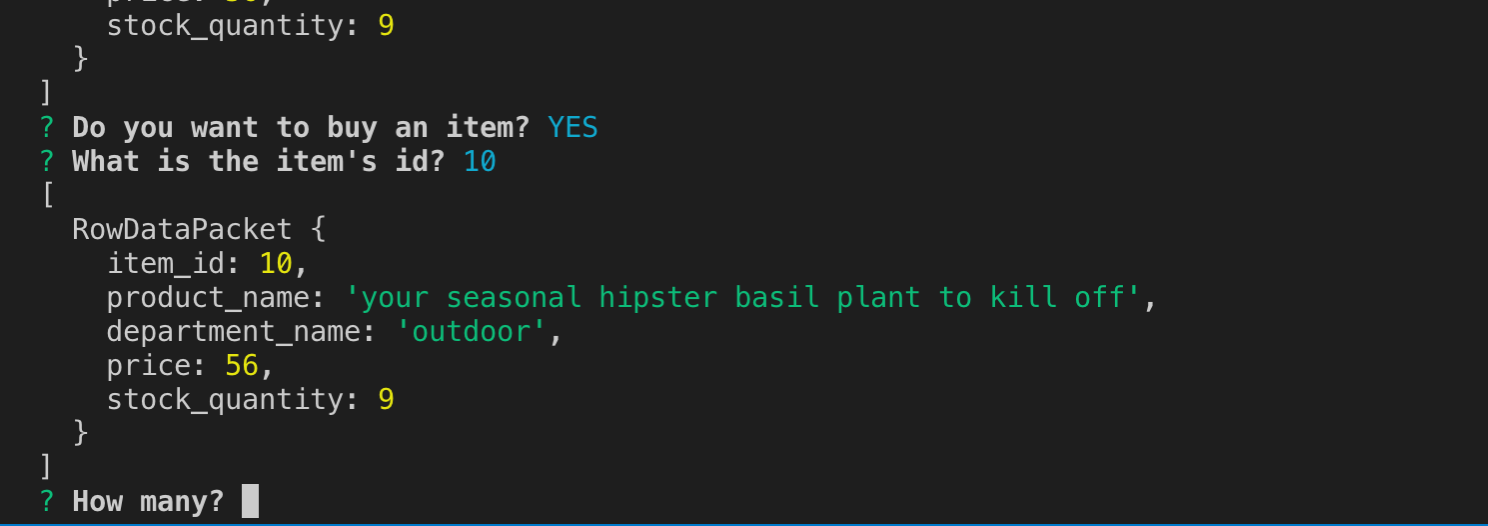 stock_quantity: 9
}
]
? Do you want to buy an item? YES
? What is the item's id? 10
[
RowDataPacket {
item_id: 10,
product_name: 'your seasonal hipster basil plant to kill off',
department_name: 'outdoor',
price: 56,
stock_quantity: 9
}
]
? How many?